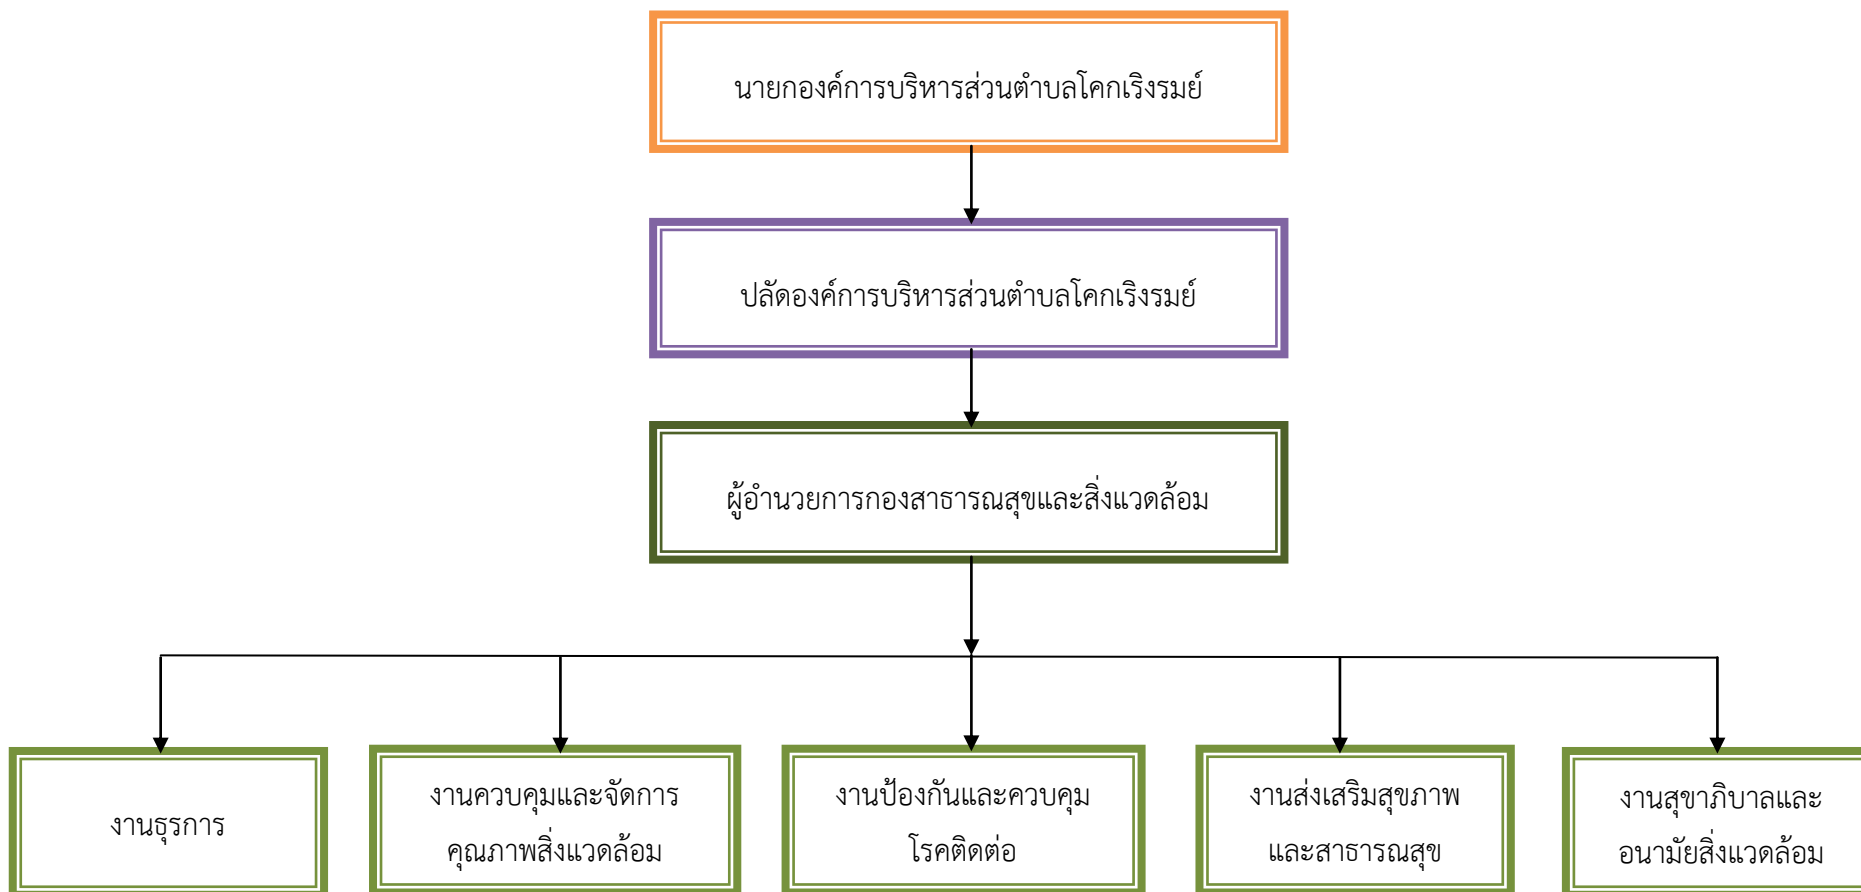 นายกองค์การบริหารส่วนตำบลโคกเริงรมย์
ปลัดองค์การบริหารส่วนตำบลโคกเริงรมย์
ผู้อำนวยการกองสาธารณสุขและสิ่งแวดล้อม
งานธุรการ
งานควบคุมและจัดการ
คุณภาพสิ่งแวดล้อม
งานป้องกันและควบคุม
โรคติดต่อ
งานส่งเสริมสุขภาพ
และสาธารณสุข
งานสุขาภิบาลและ
อนามัยสิ่งแวดล้อม